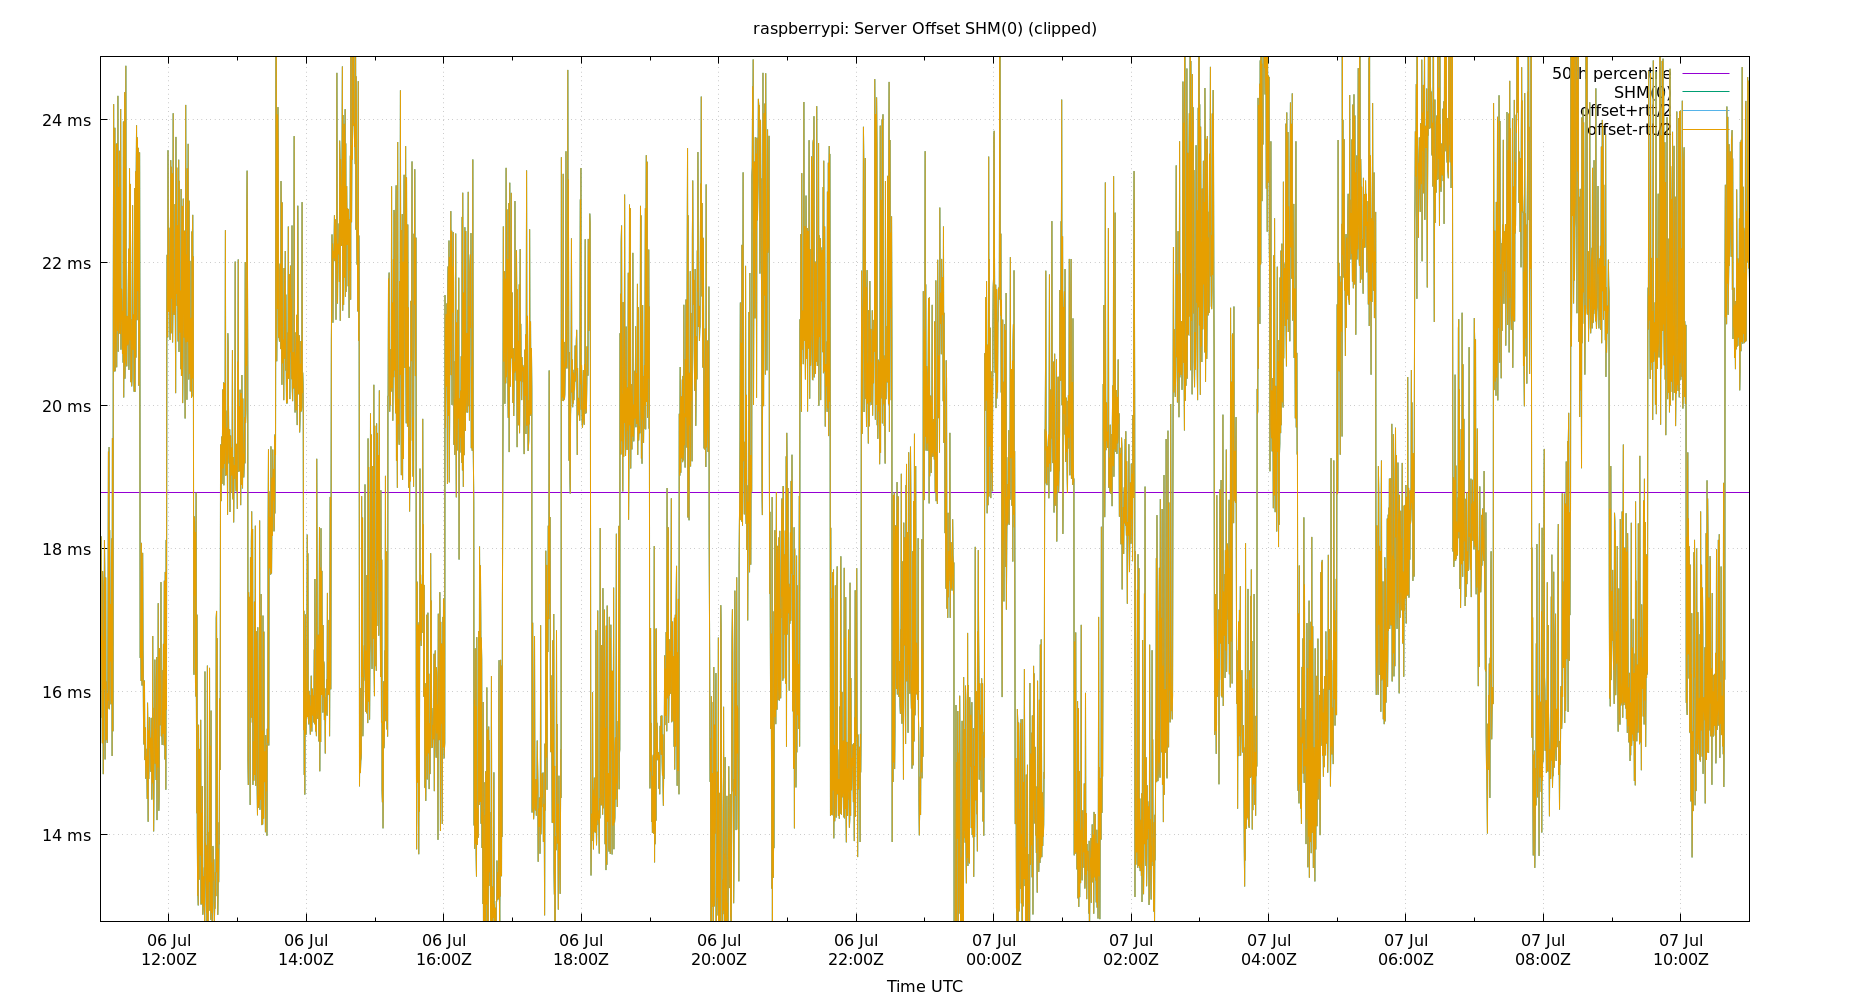 raspberrypi: Server Offset SHM(0) (clipped)
50th percentile
SHM(0)
offset+rtt/2
offset-rtt/2
24 ms
22 ms
20 ms
18 ms
16 ms
14 ms
06 Jul 06 Jul 06 Jul 06 Jul 06 Jul 06 Jul 07 Jul 07 Jul 07 Jul 07 Jul 07 Jul 07 Jul
12:00Z 14:00Z 16:00Z 18:00Z 20:00Z 22:00Z 00:00Z 02:00Z 04:00Z 06:00Z 08:00Z 10:00Z
Time UTC